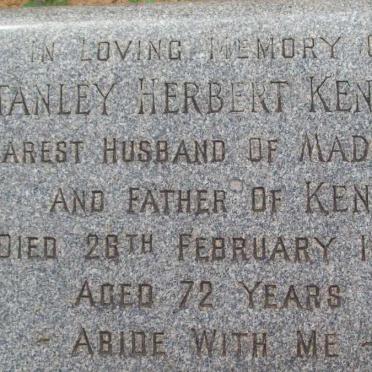 IN LOVING MEMORY O
TANLEY HERBERT KEN
AREST HUSBAND OF MAD
AND FATHER OF KEN
DIED 26TH FEBRUARY 1
AGED 72 YEARS
- ABIDE WITH ME -